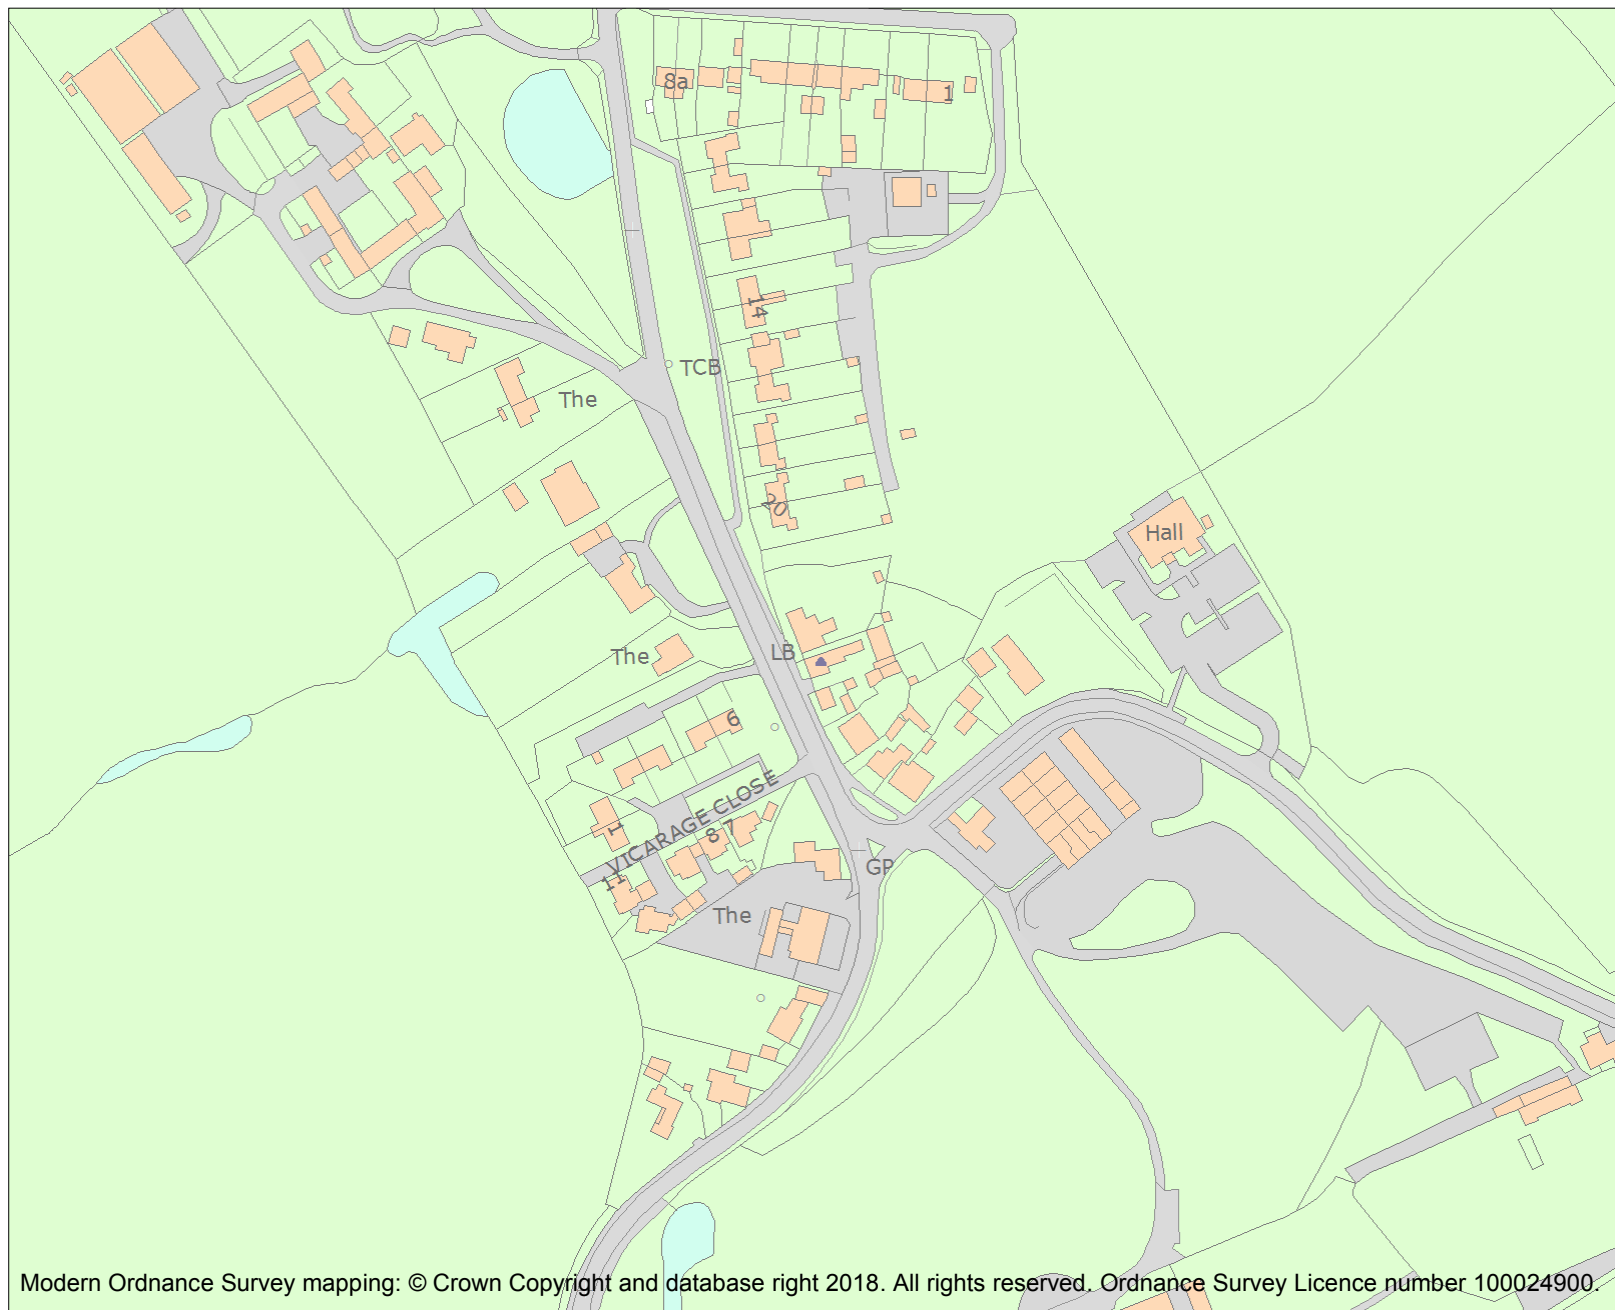 8a
1
14
TCB
The
20
Hall
LB
The
6
VICARAGE CLOSE
1
8 7
11
GP
The
Modern Ordnance Survey mapping: © Crown Copyright and database right 2018. All rights reserved. Ordnance Survey Licence number 100024900.